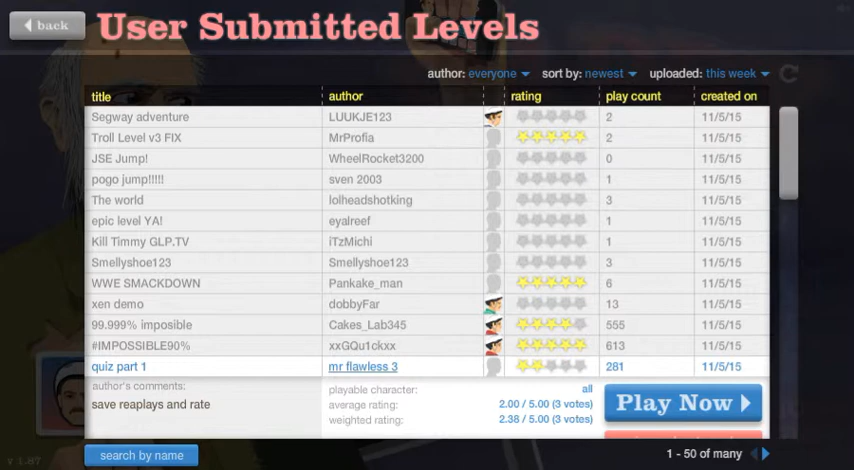 back
User Submitted Levels
author: everyone sort by: newest uploaded: this week
title author rating play count created on
Segway adventure LUUKJE123 2 11/5/15
Troll Level v3 FIX MrProfia 2 11/5/15
JSE Jump! WheelRocket3200 0 11/5/15
pogo jump!!!!! sven 2003 1 11/5/15
The world lolheadshotking 3 11/5/15
epic level YA! eyalreef 1 11/5/15
Kill Timmy GLP.TV iTzMichi 1 11/5/15
Smellyshoe123 Smellyshoe123 3 11/5/15
WWE SMACKDOWN Pankake_man 6 11/5/15
xen demo dobbyFar 13 11/5/15
99.999% imposible Cakes_Lab345 555 11/5/15
#IMPOSSIBLE90% xxGQu1ckxx 613 11/5/15
quiz part 1 mr flawless 3 281 11/5/15
author's comments:
save reaplays and rate
playable character: all
average rating: 2.00 / 5.00 (3 votes)
weighted rating: 2.38 / 5.00 (3 votes)
Play Now
search by name
1 - 50 of many
v 1.87